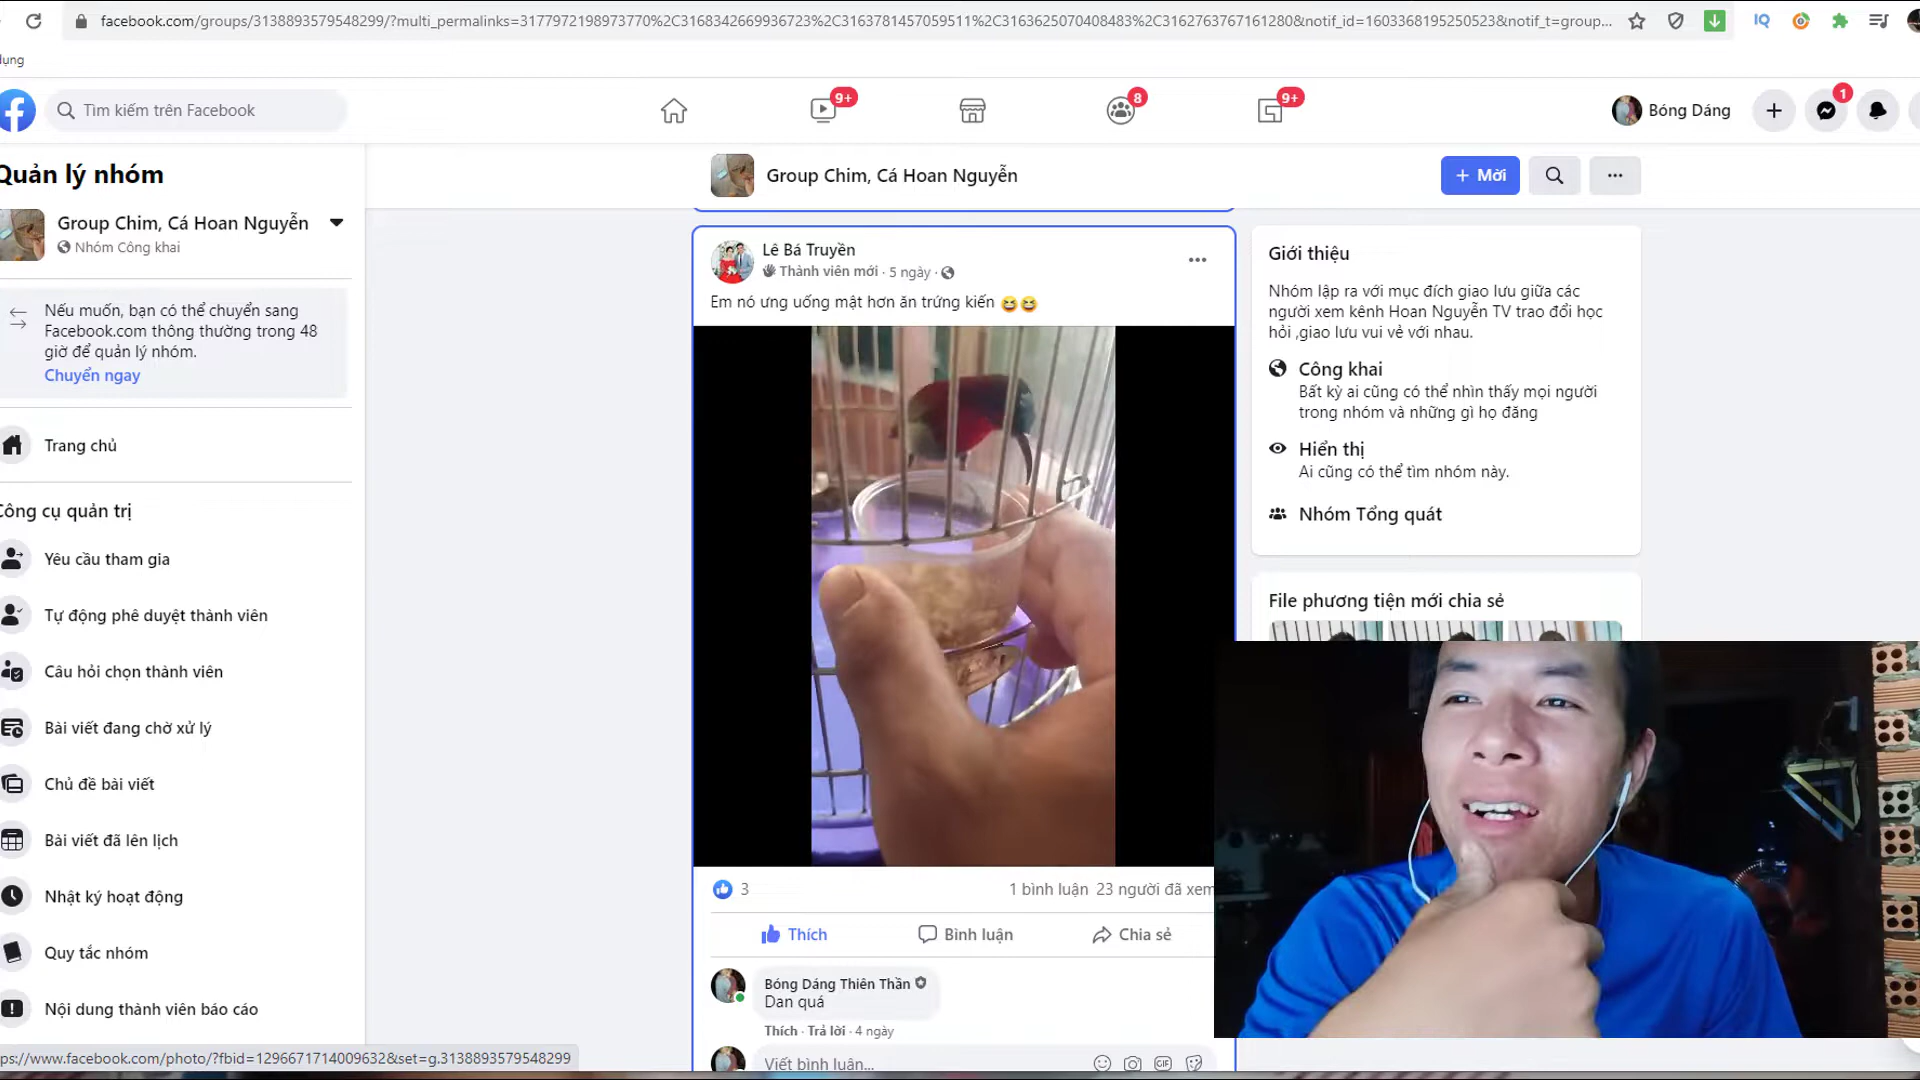 facebook.com/groups/3138893579548299/?multi_permalinks=3177972198973770%2C3168342669936723%2C3163781457059511%2C3163625070408483%2C3162763767161280&notif_id=1603368195250523&notif_t=group...
IQ
dụng
Tìm kiếm trên Facebook
9+
8
9+
Bóng Dáng
1
Quản lý nhóm
Group Chim, Cá Hoan Nguyễn
Nhóm Công khai
Nếu muốn, bạn có thể chuyển sang
Facebook.com thông thường trong 48
giờ để quản lý nhóm.
Chuyển ngay
Trang chủ
Công cụ quản trị
Yêu cầu tham gia
Tự động phê duyệt thành viên
Câu hỏi chọn thành viên
Bài viết đang chờ xử lý
Chủ đề bài viết
Bài viết đã lên lịch
Nhật ký hoạt động
Quy tắc nhóm
Nội dung thành viên báo cáo
ps://www.facebook.com/photo/?fbid=1296671714009632&set=g.3138893579548299
Group Chim, Cá Hoan Nguyễn
+ Mời
Lê Bá Truyền
Thành viên mới · 5 ngày ·
Em nó ưng uống mật hơn ăn trứng kiến 😆😆
3
1 bình luận 23 người đã xem
Thích
Bình luận
Chia sẻ
Bóng Dáng Thiên Thần
Dan quá
Thích · Trả lời · 4 ngày
Viết bình luận...
GIF
Giới thiệu
Nhóm lập ra với mục đích giao lưu giữa các
người xem kênh Hoan Nguyễn TV trao đổi học
hỏi ,giao lưu vui vẻ với nhau.
Công khai
Bất kỳ ai cũng có thể nhìn thấy mọi người
trong nhóm và những gì họ đăng
Hiển thị
Ai cũng có thể tìm nhóm này.
Nhóm Tổng quát
File phương tiện mới chia sẻ